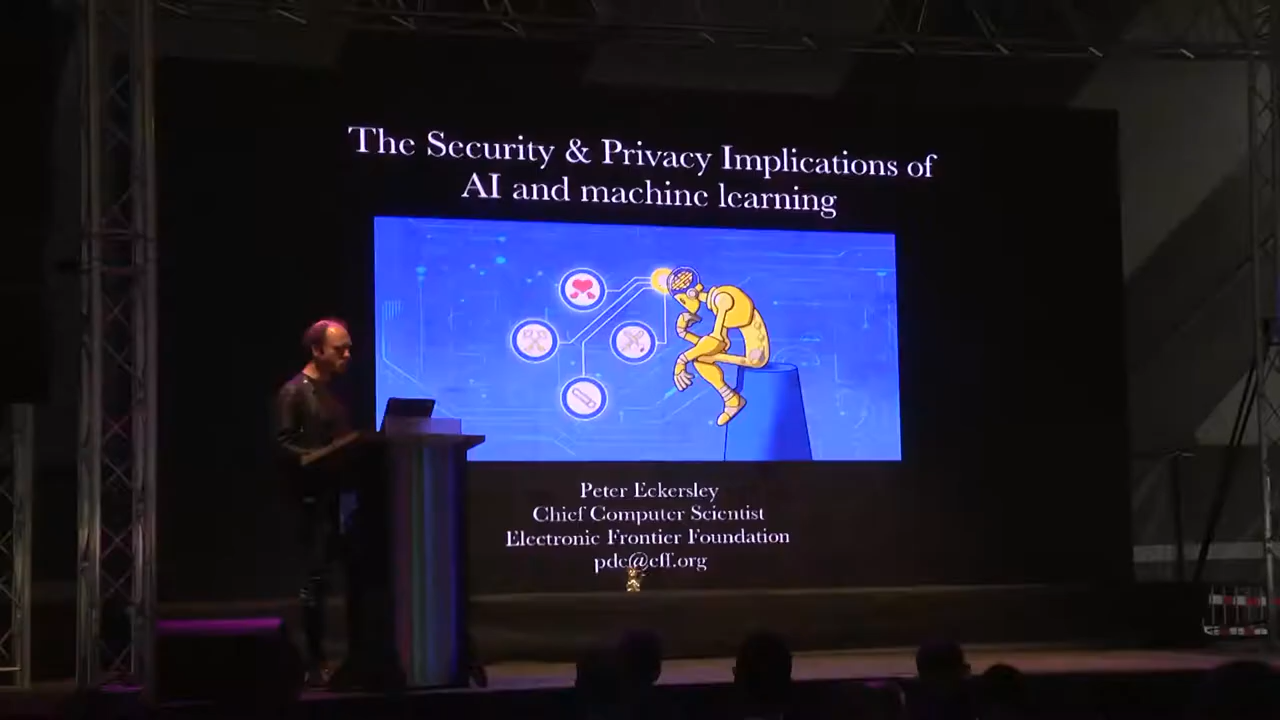 The Security & Privacy Implications of
AI and machine learning
Peter Eckersley
Chief Computer Scientist
Electronic Frontier Foundation
pde@eff.org